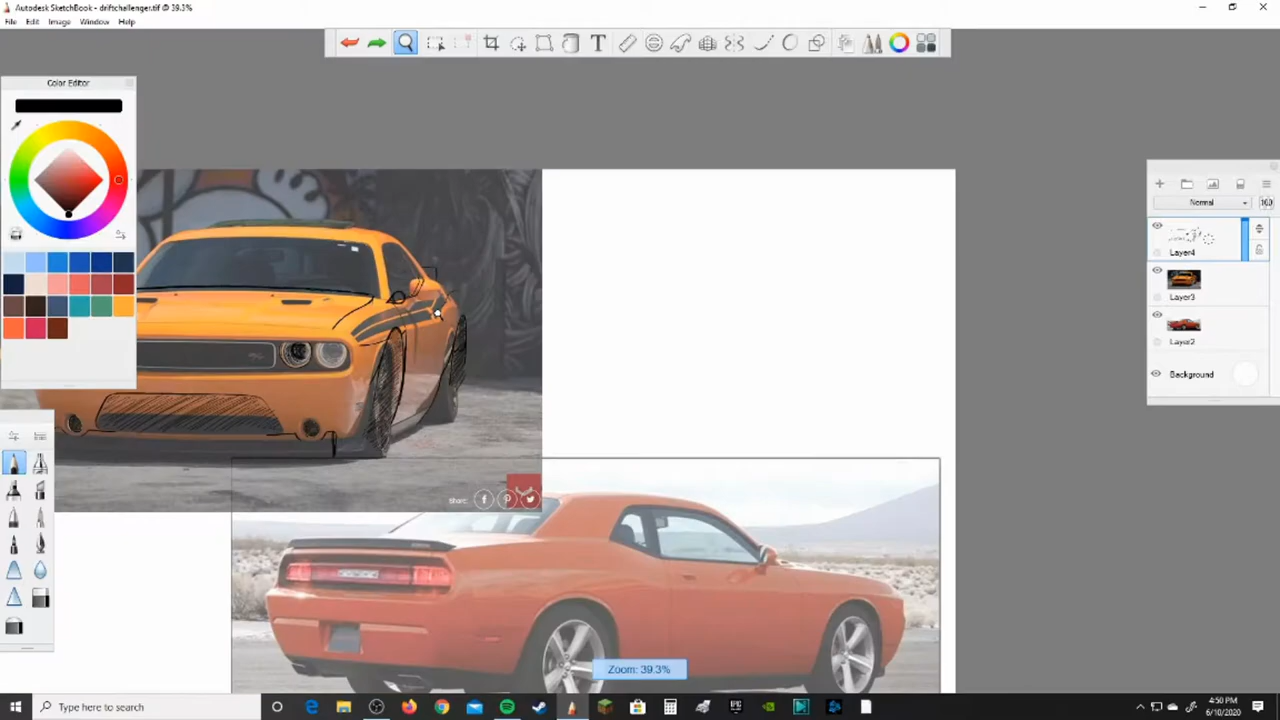 Autodesk SketchBook - driftchallenger.tif @ 39.3%
File Edit Image Window Help
Color Editor
Normal
100
Layer4
Layer3
Layer2
Background
share:
Zoom: 39.3%
Type here to search
4:50 PM
6/10/2020